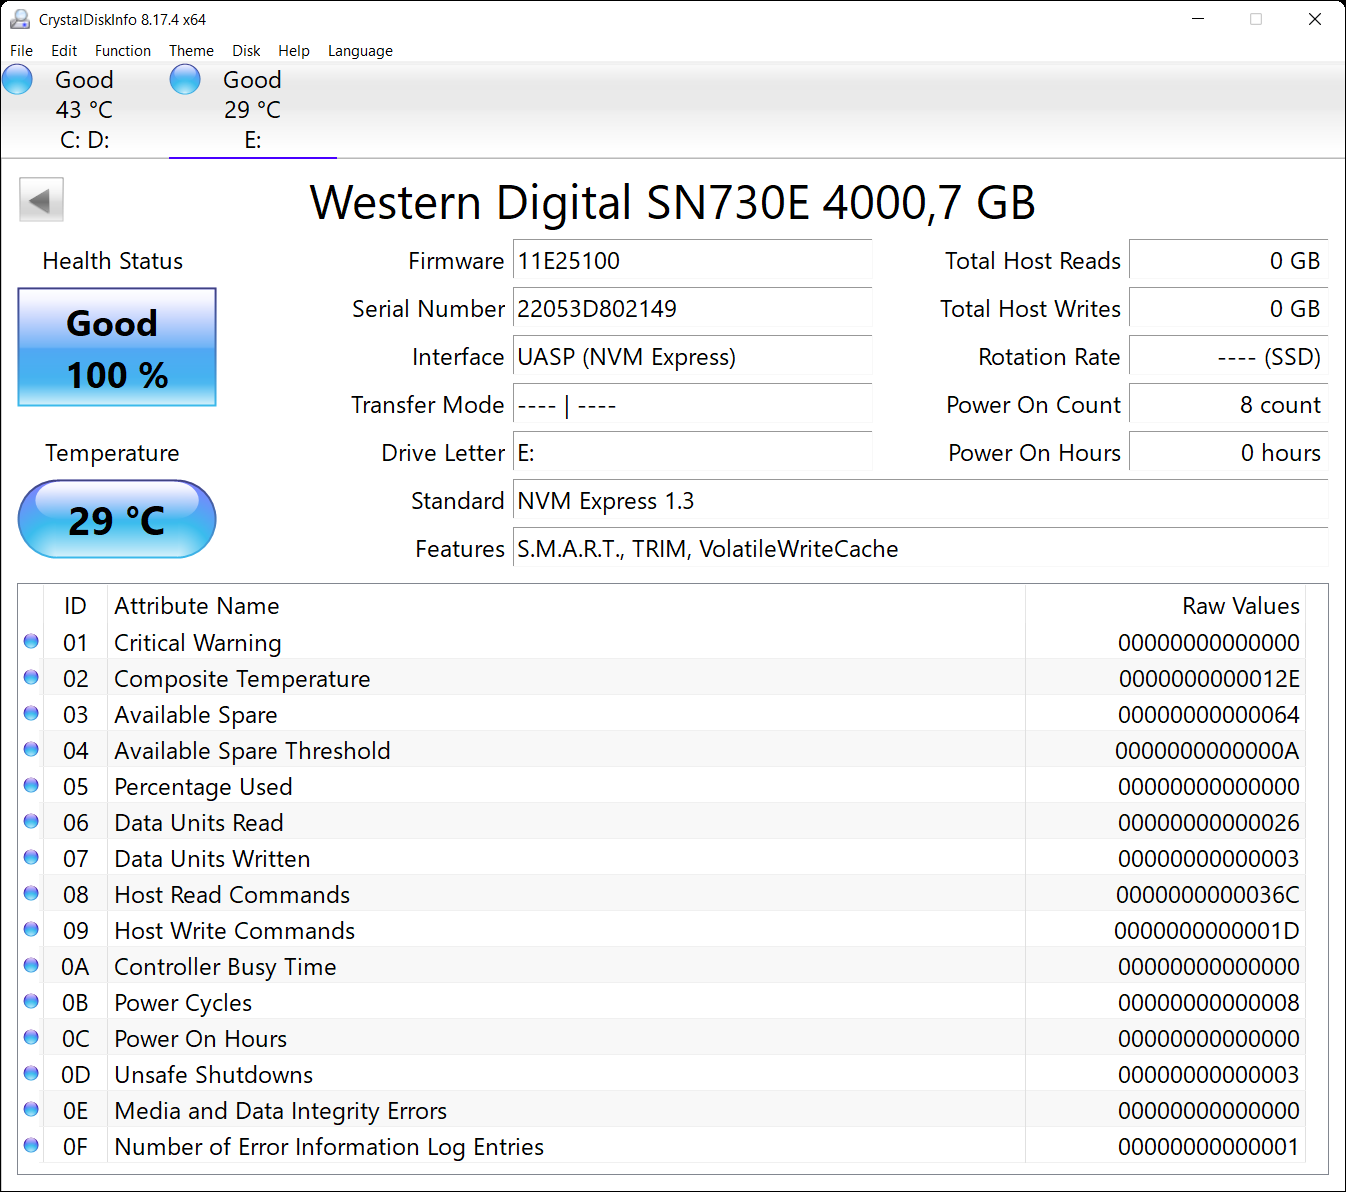 CrystalDiskInfo 8.17.4 x64
File Edit Function Theme Disk Help Language
Good Good
43 °C 29 °C
C: D: E:
Western Digital SN730E 4000,7 GB
Health Status
Good
100 %
Temperature
29 °C
Firmware 11E25100 Total Host Reads 0 GB
Serial Number 22053D802149 Total Host Writes 0 GB
Interface UASP (NVM Express) Rotation Rate ---- (SSD)
Transfer Mode ---- | ---- Power On Count 8 count
Drive Letter E: Power On Hours 0 hours
Standard NVM Express 1.3
Features S.M.A.R.T., TRIM, VolatileWriteCache
ID Attribute Name Raw Values
01 Critical Warning 00000000000000
02 Composite Temperature 0000000000012E
03 Available Spare 00000000000064
04 Available Spare Threshold 0000000000000A
05 Percentage Used 00000000000000
06 Data Units Read 00000000000026
07 Data Units Written 00000000000003
08 Host Read Commands 0000000000036C
09 Host Write Commands 0000000000001D
0A Controller Busy Time 00000000000000
0B Power Cycles 00000000000008
0C Power On Hours 00000000000000
0D Unsafe Shutdowns 00000000000003
0E Media and Data Integrity Errors 00000000000000
0F Number of Error Information Log Entries 00000000000001